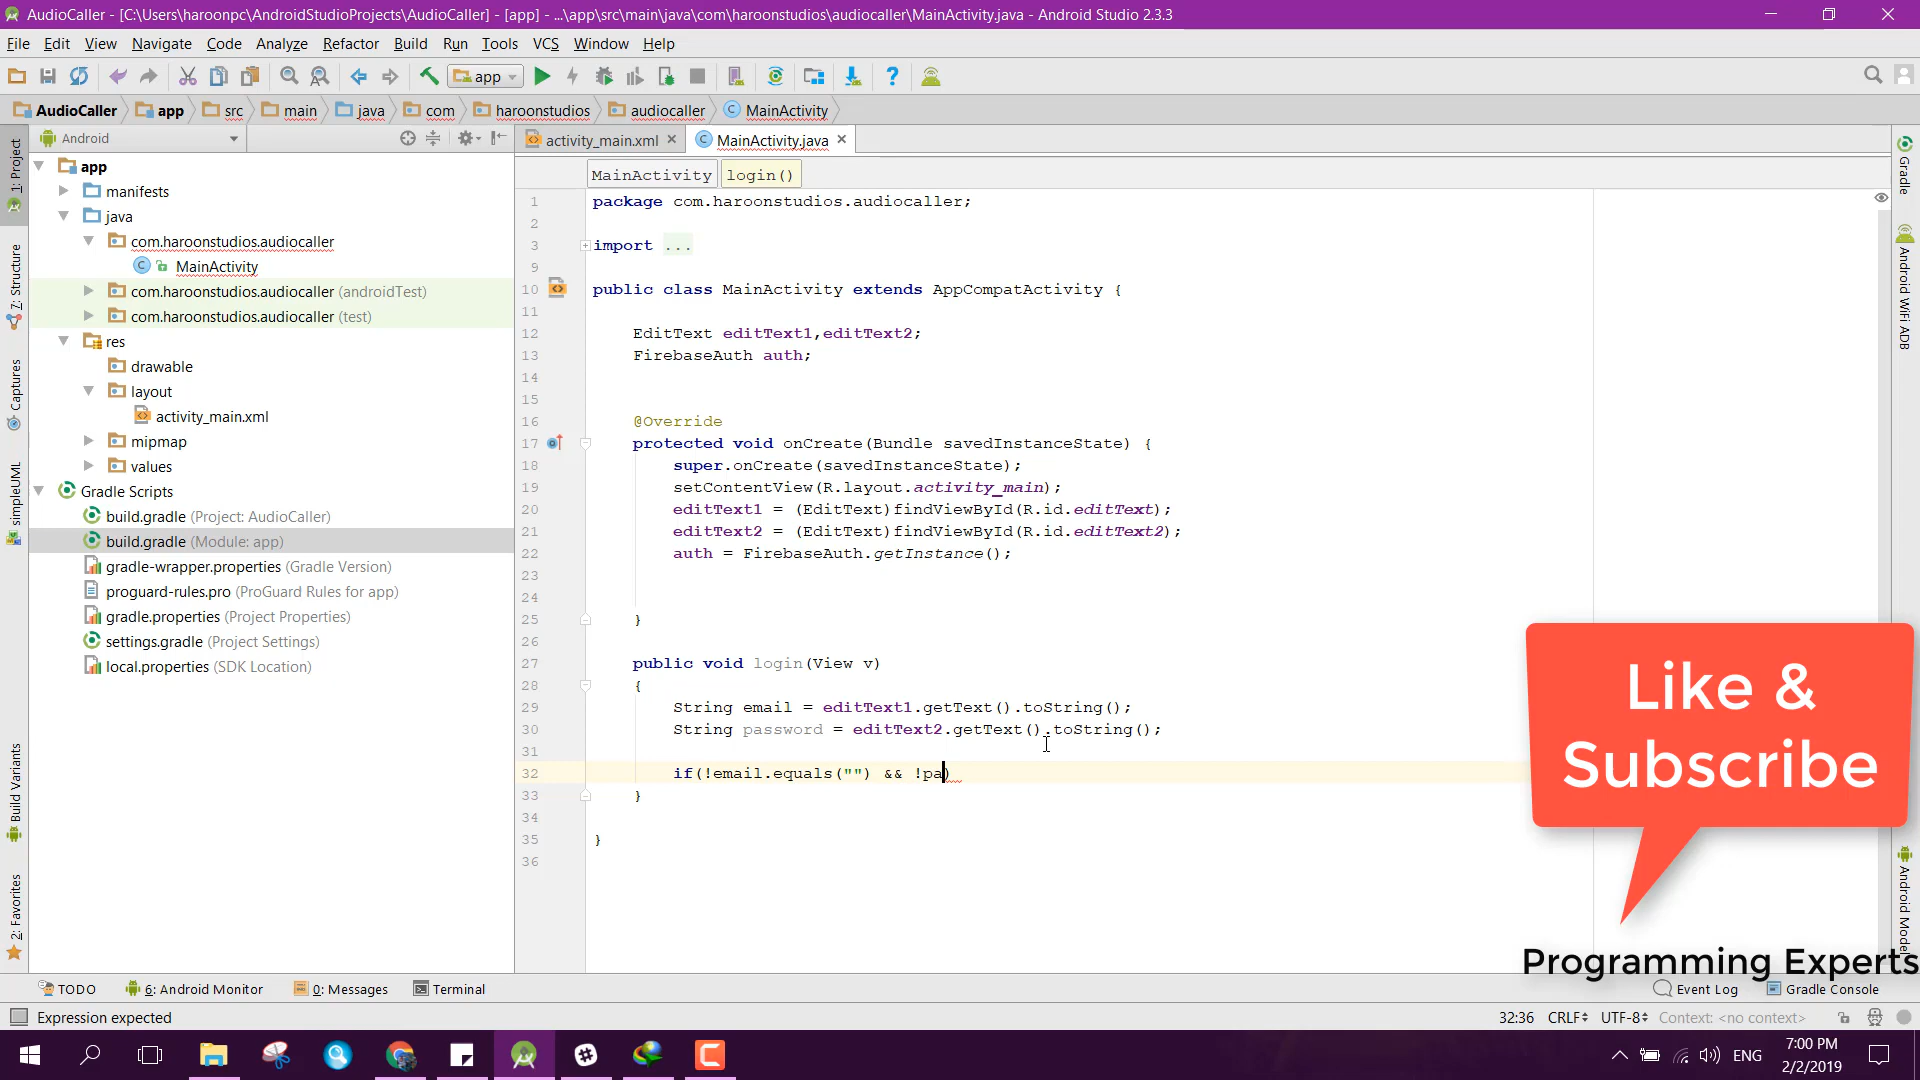 AudioCaller - [C:\Users\haroonpc\AndroidStudioProjects\AudioCaller] - [app] - ...\app\src\main\java\com\haroonstudios\audiocaller\MainActivity.java - Android Studio 2.3.3
File Edit View Navigate Code Analyze Refactor Build Run Tools VCS Window Help
app
AudioCaller app src main java com haroonstudios audiocaller MainActivity
Android
activity_main.xml MainActivity.java
MainActivity login()
1: Project
7: Structure
Captures
simpleUML
Build Variants
2: Favorites
app
manifests
java
com.haroonstudios.audiocaller
MainActivity
com.haroonstudios.audiocaller (androidTest)
com.haroonstudios.audiocaller (test)
res
drawable
layout
activity_main.xml
mipmap
values
Gradle Scripts
build.gradle (Project: AudioCaller)
build.gradle (Module: app)
gradle-wrapper.properties (Gradle Version)
proguard-rules.pro (ProGuard Rules for app)
gradle.properties (Project Properties)
settings.gradle (Project Settings)
local.properties (SDK Location)
1 package com.haroonstudios.audiocaller;
2
3 import ...
9
10 public class MainActivity extends AppCompatActivity {
11
12 EditText editText1,editText2;
13 FirebaseAuth auth;
14
15
16 @Override
17 protected void onCreate(Bundle savedInstanceState) {
18 super.onCreate(savedInstanceState);
19 setContentView(R.layout.activity_main);
20 editText1 = (EditText)findViewById(R.id.editText);
21 editText2 = (EditText)findViewById(R.id.editText2);
22 auth = FirebaseAuth.getInstance();
23
24
25 }
26
27 public void login(View v)
28 {
29 String email = editText1.getText().toString();
30 String password = editText2.getText().toString();
31
32 if(!email.equals("") && !pa)
33 }
34
35 }
36
Gradle
Android WiFi ADB
Android Model
Like &
Subscribe
Programming Experts
TODO 6: Android Monitor 0: Messages Terminal Event Log Gradle Console
Expression expected 32:36 CRLF UTF-8 Context: <no context>
ENG
7:00 PM
2/2/2019